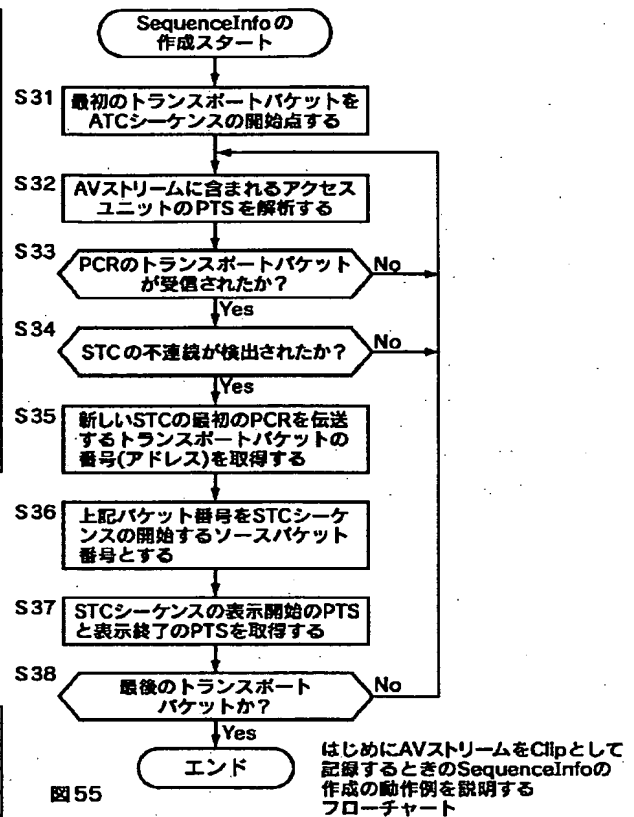 SequenceInfoの
作成スタート
S31
最初のトランスポートパケットを
ATCシーケンスの開始点する
S32
AVストリームに含まれるアクセス
ユニットのPTSを解析する
S33
PCRのトランスポートパケット
が受信されたか?
No
Yes
S34
STCの不連続が検出されたか?
No
Yes
S35
新しいSTCの最初のPCRを伝送
するトランスポートパケットの
番号(アドレス)を取得する
S36
上記パケット番号をSTCシーケ
ンスの開始するソースパケット
番号とする
S37
STCシーケンスの表示開始のPTS
と表示終了のPTSを取得する
S38
最後のトランスポート
パケットか?
No
Yes
エンド
図55
はじめにAVストリームをClipとして
記録するときのSequenceInfoの
作成の動作例を説明する
フローチャート